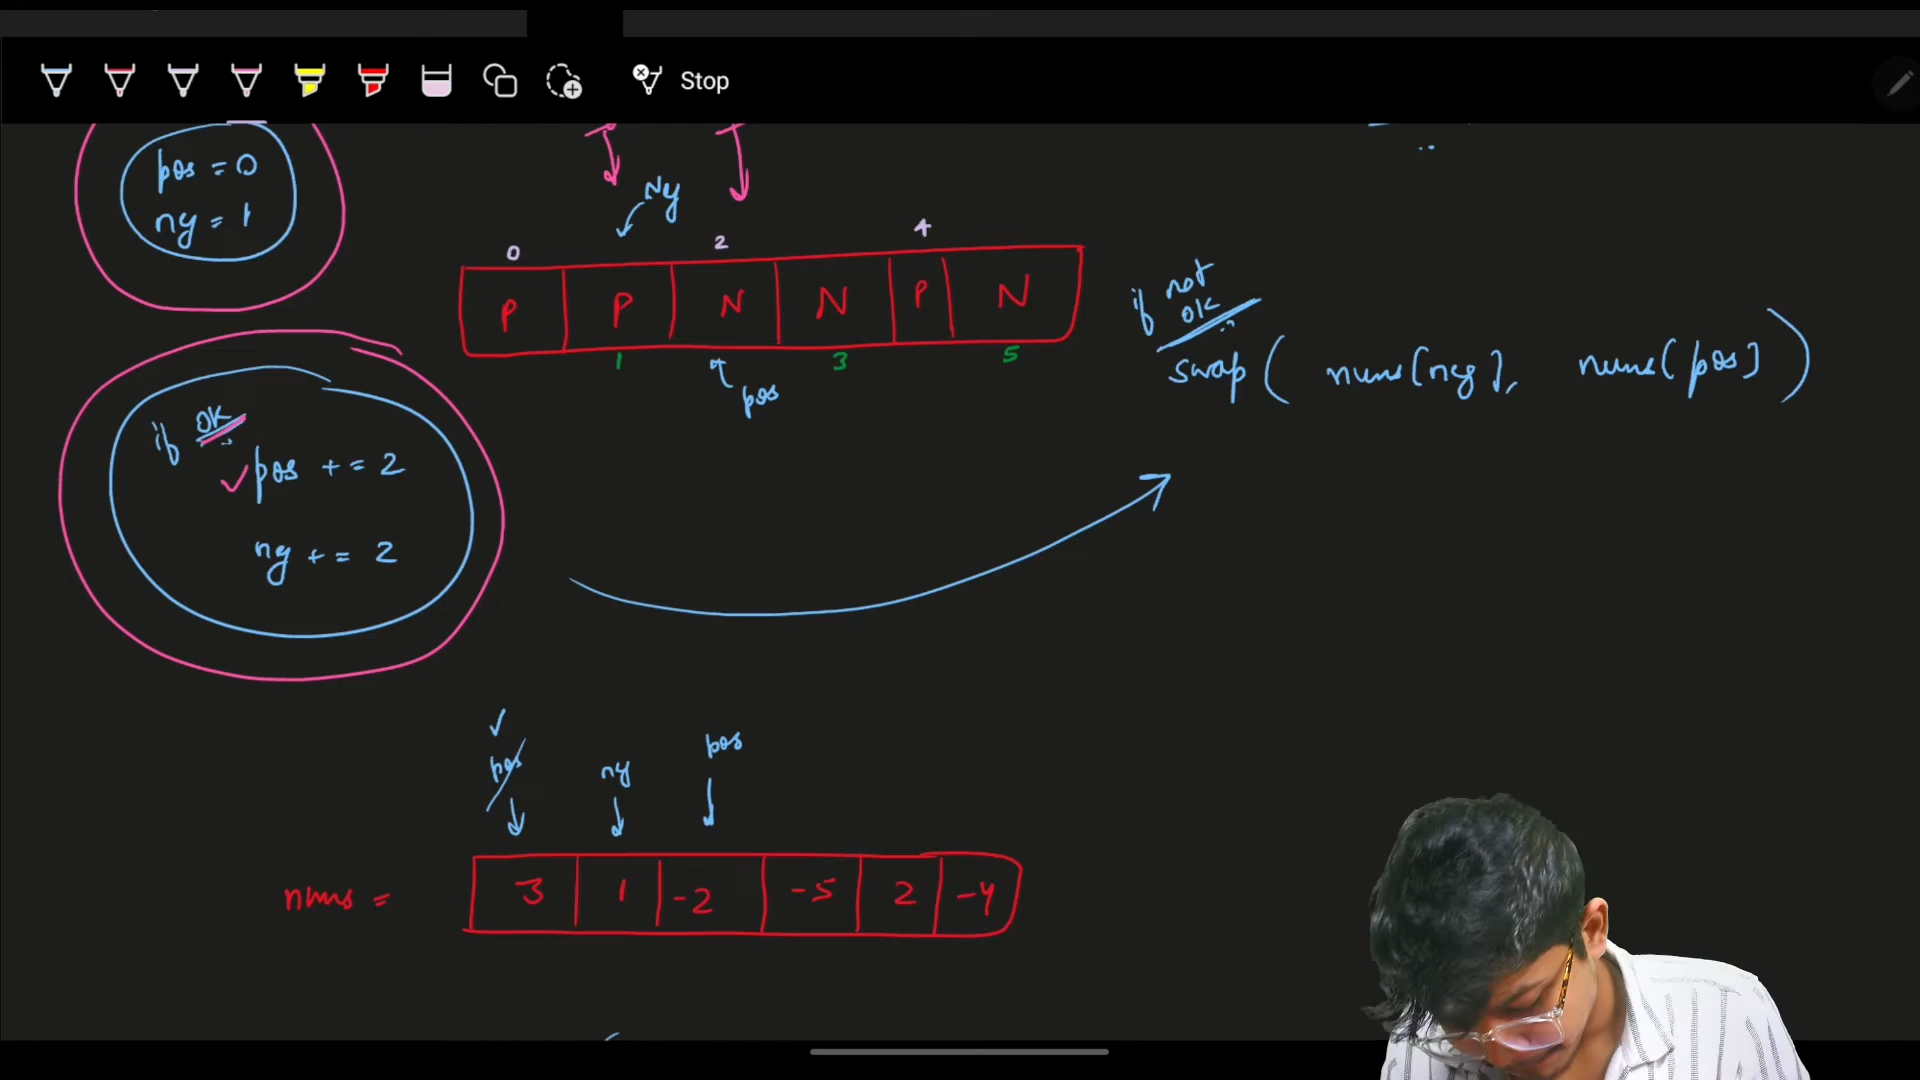 Stop
pos = 0
ng = 1
Ng
0 2 4
P P N N P N
1 3 5
pos
if not ok
swap ( nums[neg], nums[pos] )
if ok
pos += 2
ng += 2
pos ng pos
nums = 3 1 -2 -5 2 -4